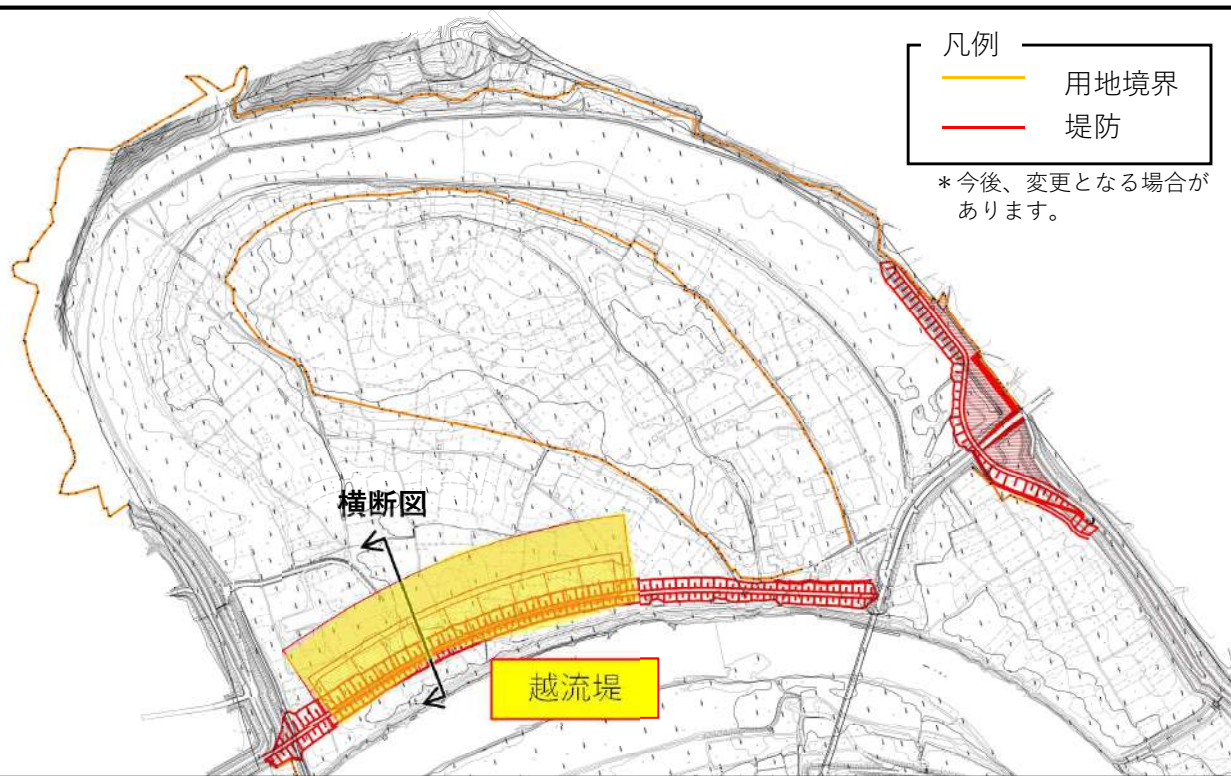 凡例
用地境界
堤防
＊今後、変更となる場合が
あります。
横断図
越流堤